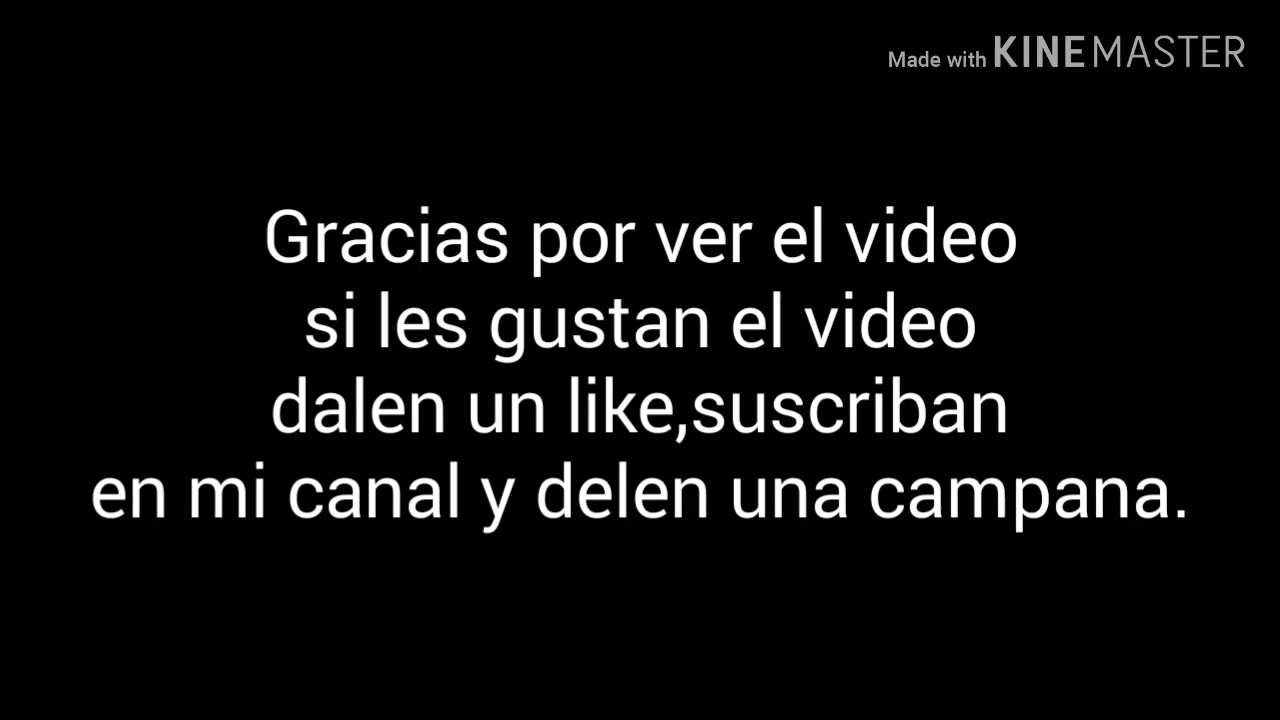 Made with KINEMASTER
Gracias por ver el video
si les gustan el video
dalen un like,suscriban
en mi canal y delen una campana.